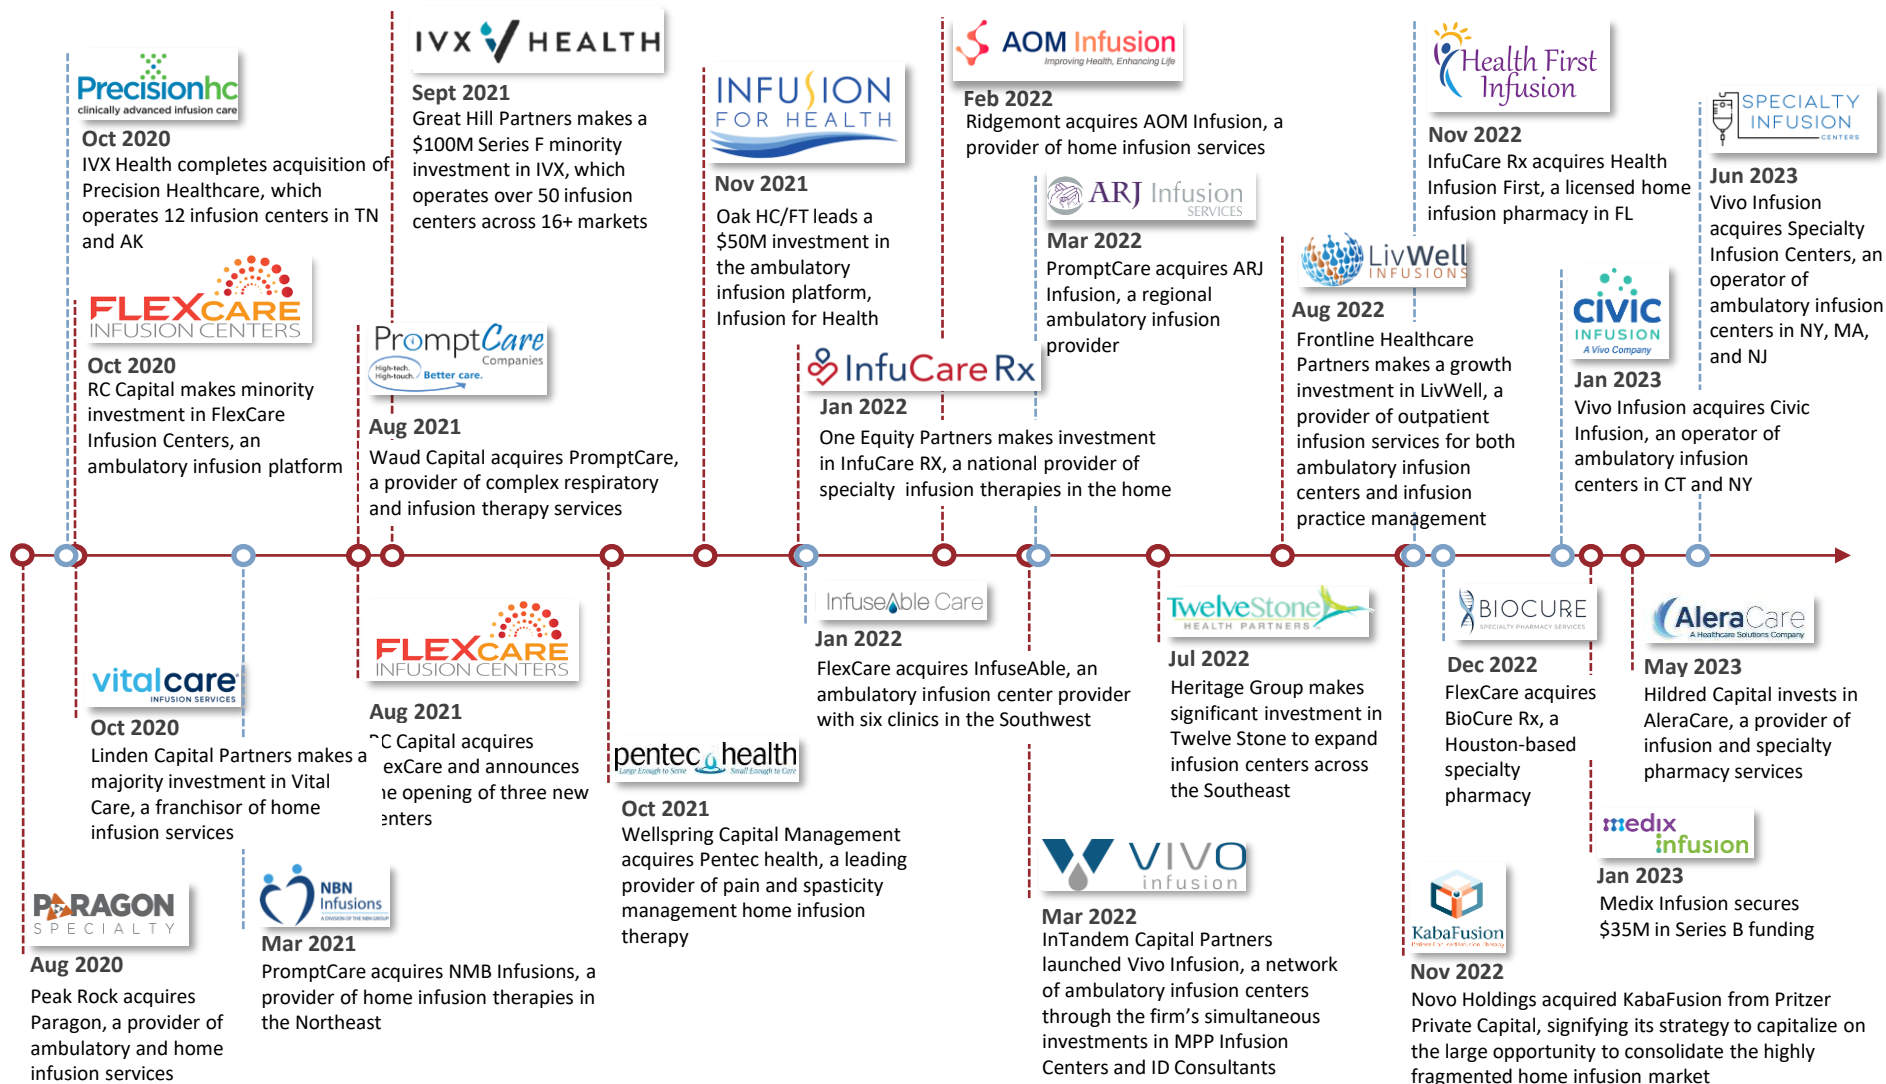 Precisionhc
clinically advanced infusion care
Oct 2020
IVX Health completes acquisition of
Precision Healthcare, which
operates 12 infusion centers in TN
and AK
FLEXCARE
INFUSION CENTERS
Oct 2020
RC Capital makes minority
investment in FlexCare
Infusion Centers, an
ambulatory infusion platform
IVX HEALTH
Sept 2021
Great Hill Partners makes a
$100M Series F minority
investment in IVX, which
operates over 50 infusion
centers across 16+ markets
PromptCare
Companies
High-tech.
High-touch.
Better care.
Aug 2021
Waud Capital acquires PromptCare,
a provider of complex respiratory
and infusion therapy services
INFUSION
FOR HEALTH
Nov 2021
Oak HC/FT leads a
$50M investment in
the ambulatory
infusion platform,
Infusion for Health
InfuCare Rx
Jan 2022
One Equity Partners makes investment
in InfuCare RX, a national provider of
specialty infusion therapies in the home
AOM Infusion
Improving Health, Enhancing Life
Feb 2022
Ridgemont acquires AOM Infusion, a
provider of home infusion services
ARJ Infusion
SERVICES
Mar 2022
PromptCare acquires ARJ
Infusion, a regional
ambulatory infusion
provider
LivWell
INFUSIONS
Aug 2022
Frontline Healthcare
Partners makes a growth
investment in LivWell, a
provider of outpatient
infusion services for both
ambulatory infusion
centers and infusion
practice management
Health First
Infusion
Nov 2022
InfuCare Rx acquires Health
Infusion First, a licensed home
infusion pharmacy in FL
CIVIC
INFUSION
A Vivo Company
Jan 2023
Vivo Infusion acquires Civic
Infusion, an operator of
ambulatory infusion
centers in CT and NY
SPECIALTY
INFUSION
CENTERS
Jun 2023
Vivo Infusion
acquires Specialty
Infusion Centers, an
operator of
ambulatory infusion
centers in NY, MA,
and NJ
PARAGON
SPECIALTY
Aug 2020
Peak Rock acquires
Paragon, a provider of
ambulatory and home
infusion services
vitalcare
INFUSION SERVICES
Oct 2020
Linden Capital Partners makes a
majority investment in Vital
Care, a franchisor of home
infusion services
NBN
Infusions
A DIVISION OF THE NBN GROUP
Mar 2021
PromptCare acquires NMB Infusions, a
provider of home infusion therapies in
the Northeast
FLEXCARE
INFUSION CENTERS
Aug 2021
C Capital acquires
exCare and announces
e opening of three new
enters
pentec health
Large Enough to Serve Small Enough to Care
Oct 2021
Wellspring Capital Management
acquires Pentec health, a leading
provider of pain and spasticity
management home infusion
therapy
InfuseAble Care
Jan 2022
FlexCare acquires InfuseAble, an
ambulatory infusion center provider
with six clinics in the Southwest
VIVO
infusion
Mar 2022
InTandem Capital Partners
launched Vivo Infusion, a network
of ambulatory infusion centers
through the firm's simultaneous
investments in MPP Infusion
Centers and ID Consultants
TwelveStone
HEALTH PARTNERS
Jul 2022
Heritage Group makes
significant investment in
Twelve Stone to expand
infusion centers across
the Southeast
KabaFusion
Nov 2022
Novo Holdings acquired KabaFusion from Pritzer
Private Capital, signifying its strategy to capitalize on
the large opportunity to consolidate the highly
fragmented home infusion market
BIOCURE
SPECIALTY PHARMACY SERVICES
Dec 2022
FlexCare acquires
BioCure Rx, a
Houston-based
specialty
pharmacy
medix
infusion
Jan 2023
Medix Infusion secures
$35M in Series B funding
AleraCare
A Healthcare Solutions Company
May 2023
Hildred Capital invests in
AleraCare, a provider of
infusion and specialty
pharmacy services